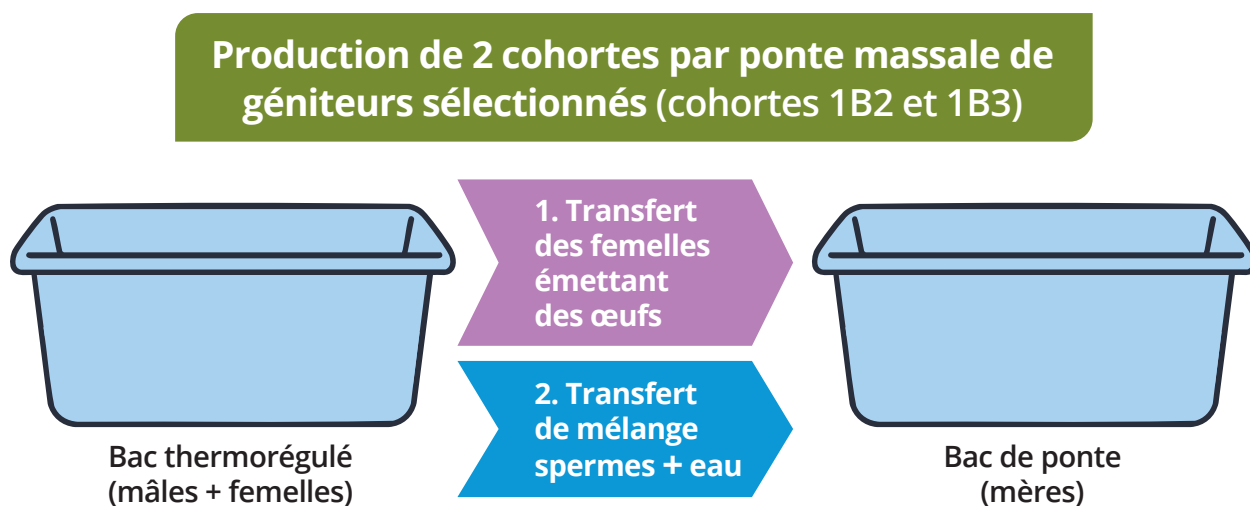 Production de 2 cohortes par ponte massale de
géniteurs sélectionnés (cohortes 1B2 et 1B3)
1. Transfert
des femelles
émettant
des œufs
2. Transfert
de mélange
spermes + eau
Bac thermorégulé
(mâles + femelles)
Bac de ponte
(mères)